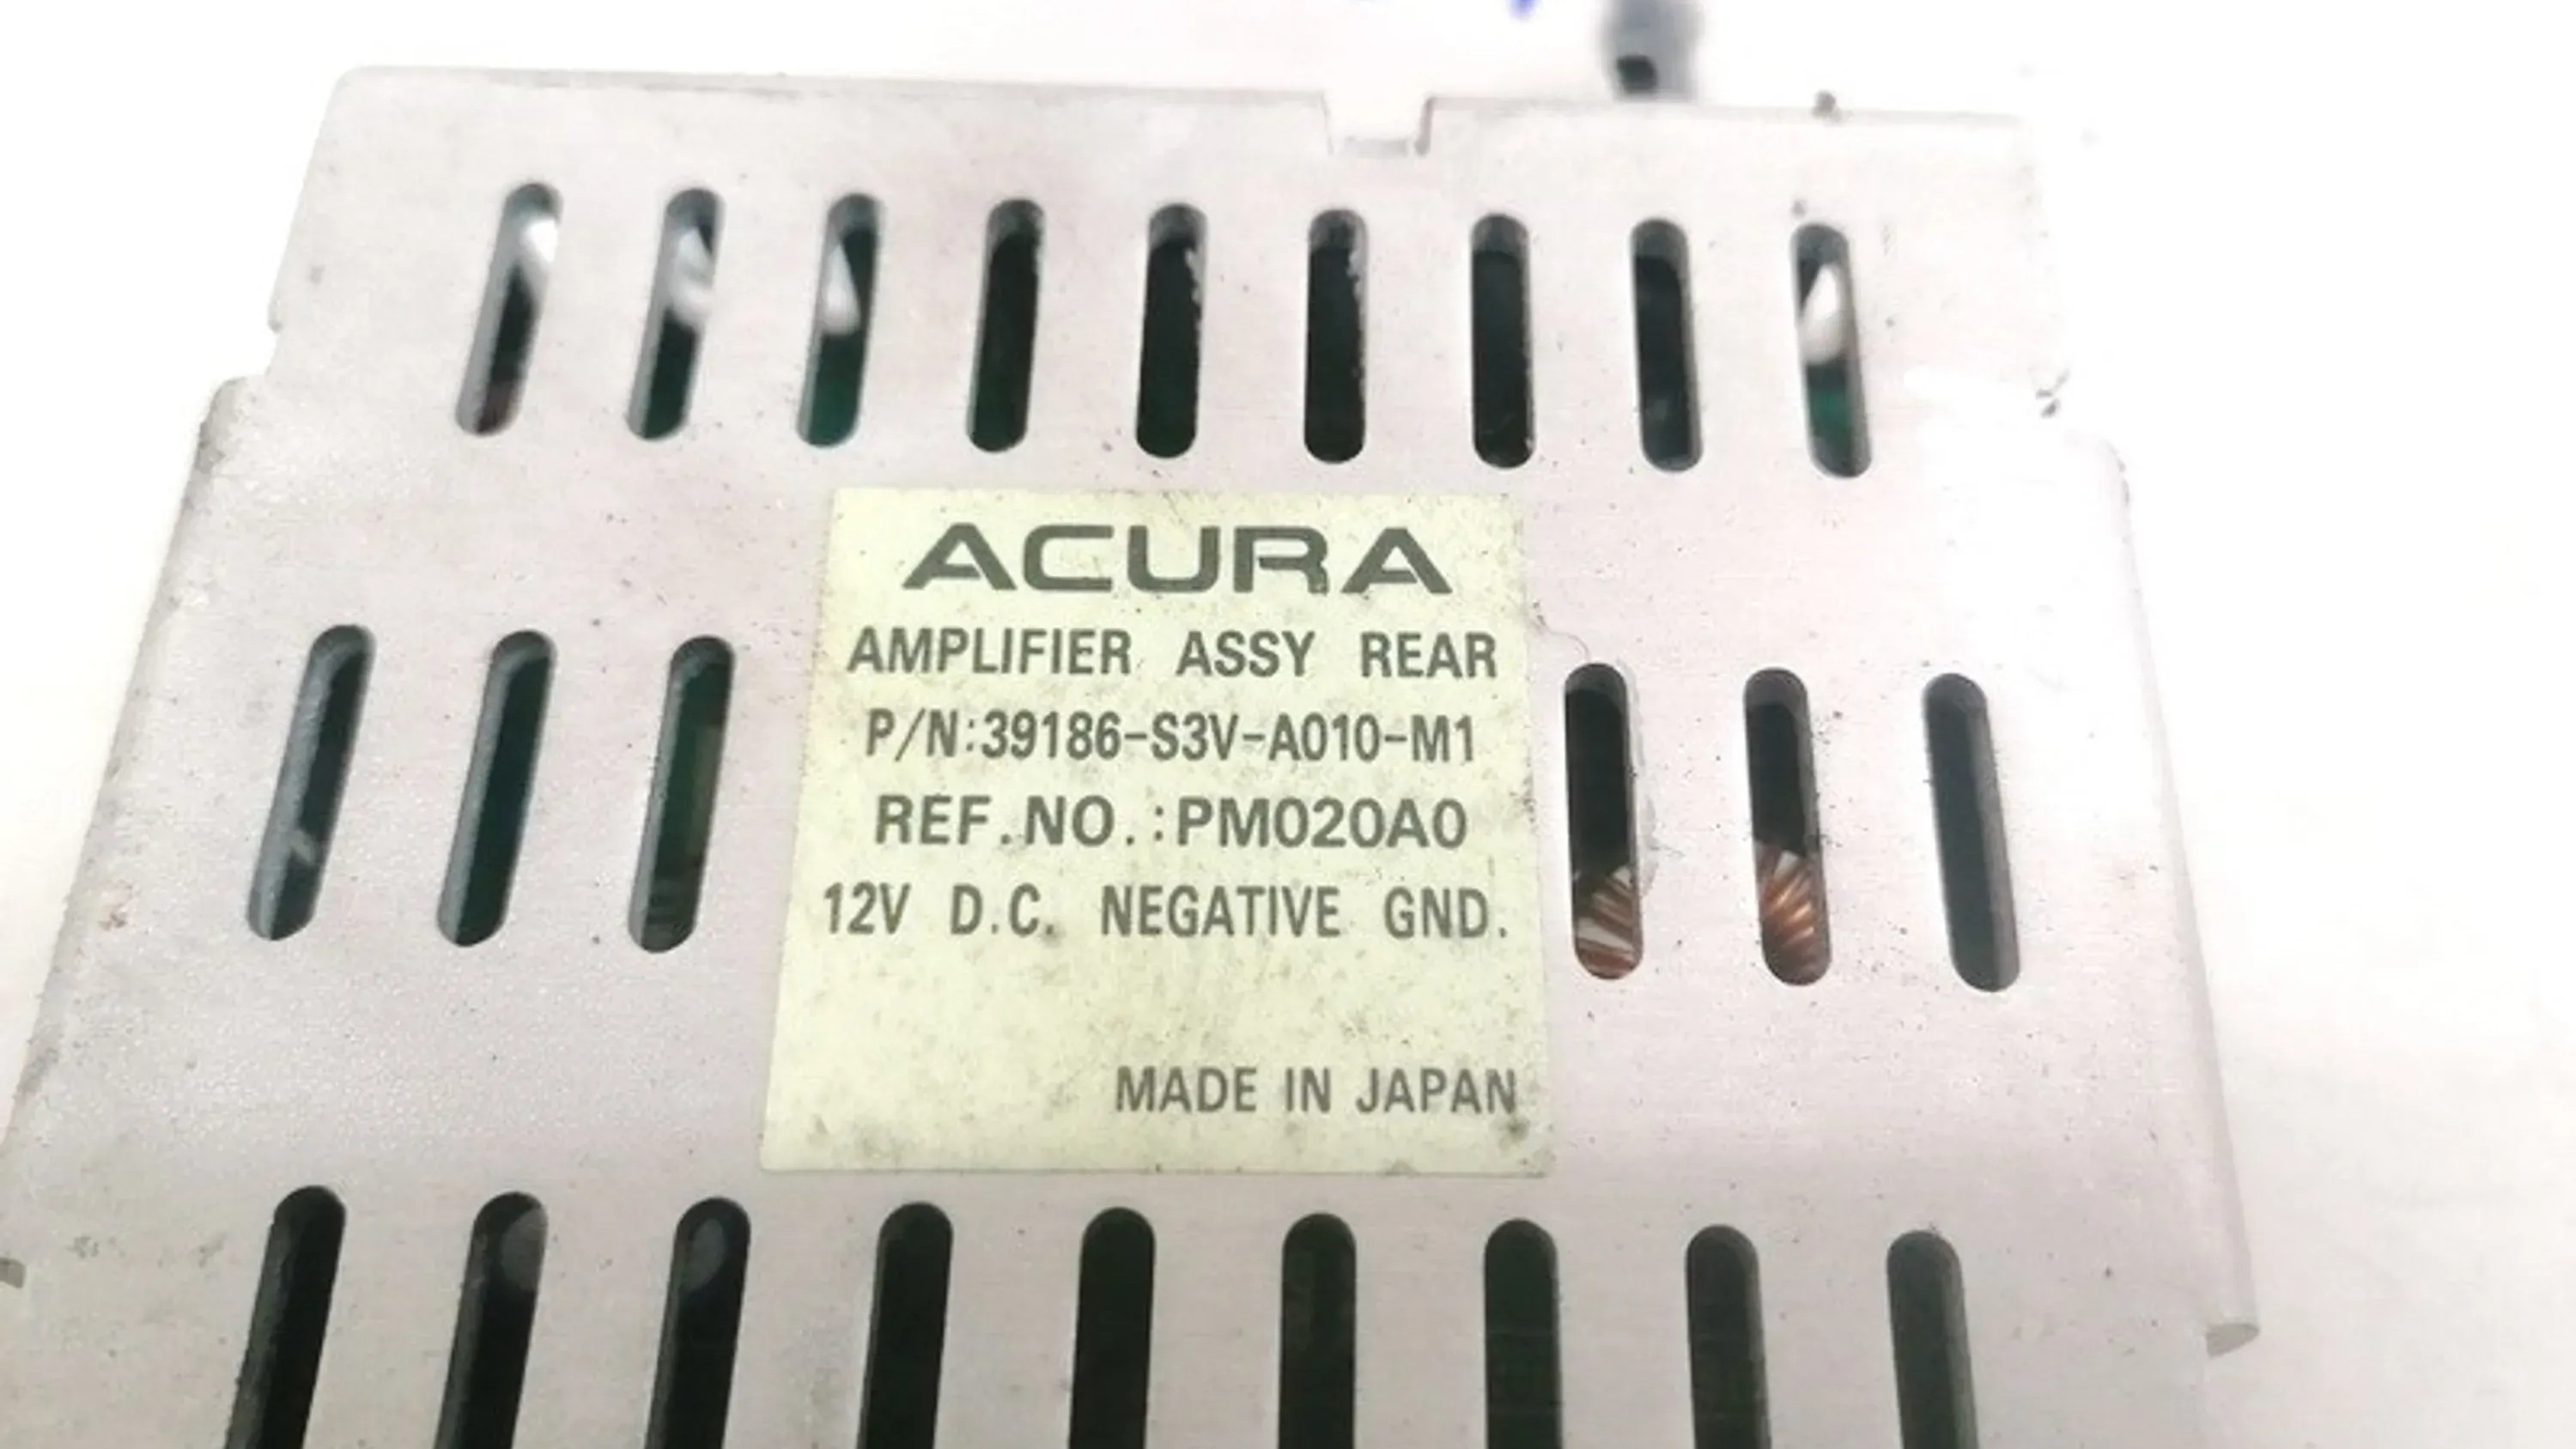 ACURA
AMPLIFIER ASSY REAR
P/N:39186-S3V-A010-M1
REF.NO.:PM020A0
12V D.C. NEGATIVE GND.
MADE IN JAPAN